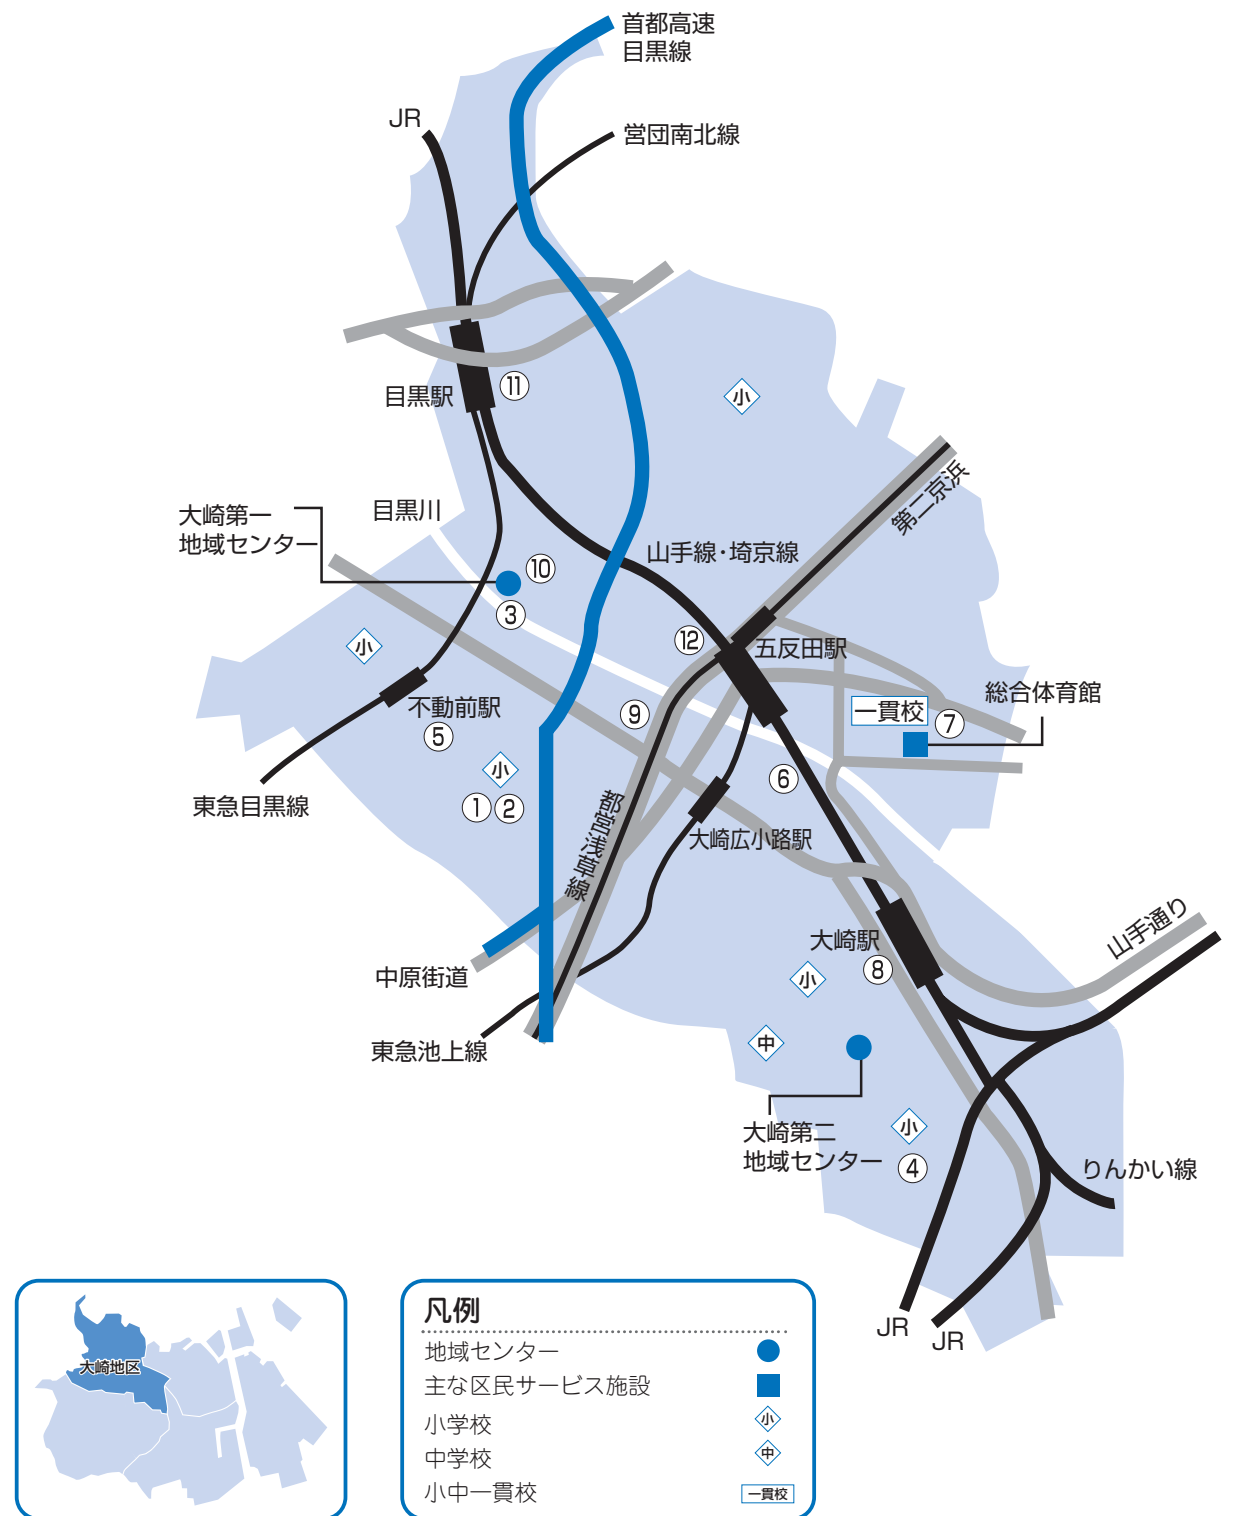 首都高速
目黒線
JR
営団南北線
⑪
目黒駅
小
第二京浜
目黒川
大崎第一
地域センター
山手線・埼京線
⑩
③
⑫
小
五反田駅
総合体育館
不動前駅
一貫校
⑦
⑨
⑤
小
⑥
東急目黒線
①
②
都営浅草線
大崎広小路駅
山手通り
大崎駅
⑧
中原街道
小
東急池上線
中
大崎第二
地域センター
小
④
りんかい線
JR
JR
大崎地区
凡例
地域センター
主な区民サービス施設
小学校 小
中学校 中
小中一貫校 一貫校